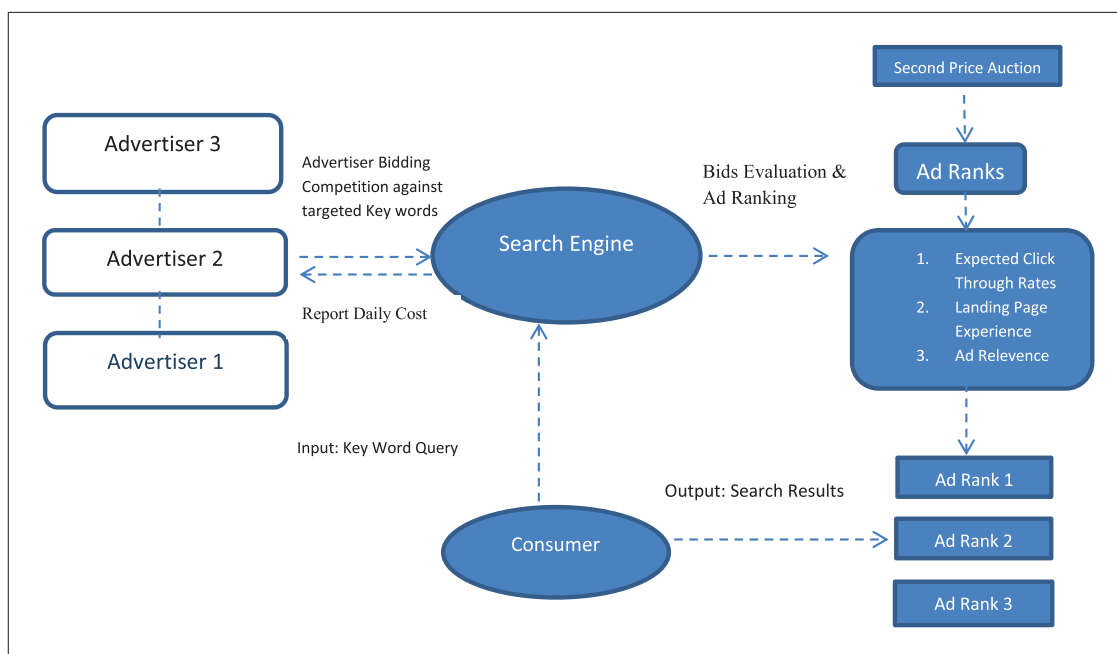 Second Price Auction
Advertiser 3
Advertiser Bidding
Competition against
targeted Key words
Ad Ranks
Bids Evaluation &
Ad Ranking
Advertiser 2
Search Engine
1. Expected Click
Through Rates
2. Landing Page
Experience
3. Ad Relevence
Report Daily Cost
Advertiser 1
Input: Key Word Query
Output: Search Results
Ad Rank 1
Consumer
Ad Rank 2
Ad Rank 3